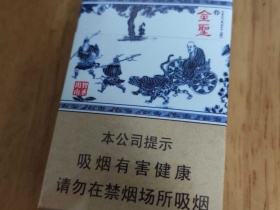 金聖
本公司提示
吸烟有害健康
请勿在禁烟场所吸烟